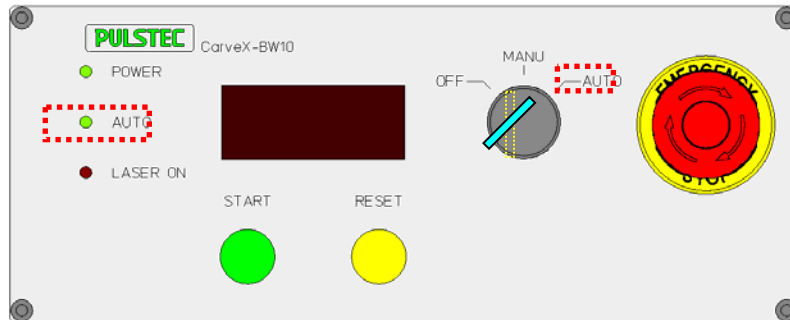 PULSTEC CarveX-BW10
POWER
AUTO
LASER ON
START
RESET
OFF
MANU
AUTO
EMERGENCY
STOP